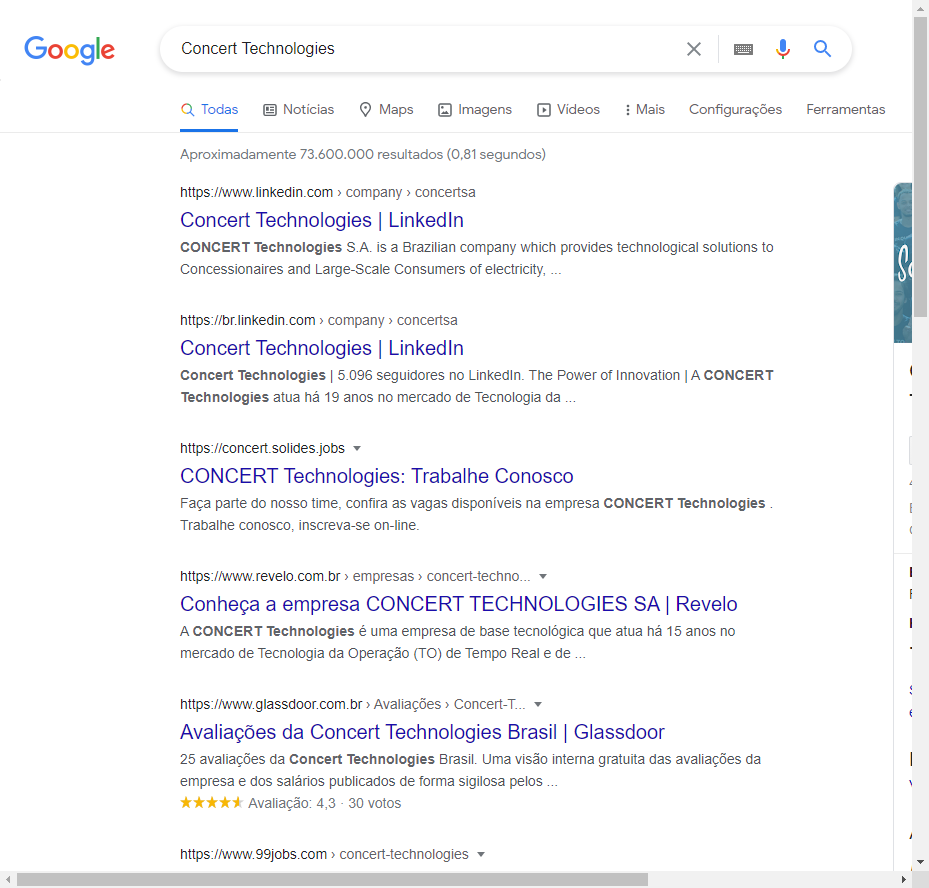 Google
Concert Technologies
Todas Notícias Maps Imagens Vídeos Mais Configurações Ferramentas
Aproximadamente 73.600.000 resultados (0,81 segundos)
https://www.linkedin.com › company › concertsa
Concert Technologies | LinkedIn
CONCERT Technologies S.A. is a Brazilian company which provides technological solutions to
Concessionaires and Large-Scale Consumers of electricity, ...
https://br.linkedin.com › company › concertsa
Concert Technologies | LinkedIn
Concert Technologies | 5.096 seguidores no LinkedIn. The Power of Innovation | A CONCERT
Technologies atua há 19 anos no mercado de Tecnologia da ...
https://concert.solides.jobs
CONCERT Technologies: Trabalhe Conosco
Faça parte do nosso time, confira as vagas disponíveis na empresa CONCERT Technologies .
Trabalhe conosco, inscreva-se on-line.
https://www.revelo.com.br › empresas › concert-techno...
Conheça a empresa CONCERT TECHNOLOGIES SA | Revelo
A CONCERT Technologies é uma empresa de base tecnológica que atua há 15 anos no
mercado de Tecnologia da Operação (TO) de Tempo Real e de ...
https://www.glassdoor.com.br › Avaliações › Concert-T...
Avaliações da Concert Technologies Brasil | Glassdoor
25 avaliações da Concert Technologies Brasil. Uma visão interna gratuita das avaliações da
empresa e dos salários publicados de forma sigilosa pelos ...
Avaliação: 4,3 · 30 votos
https://www.99jobs.com › concert-technologies